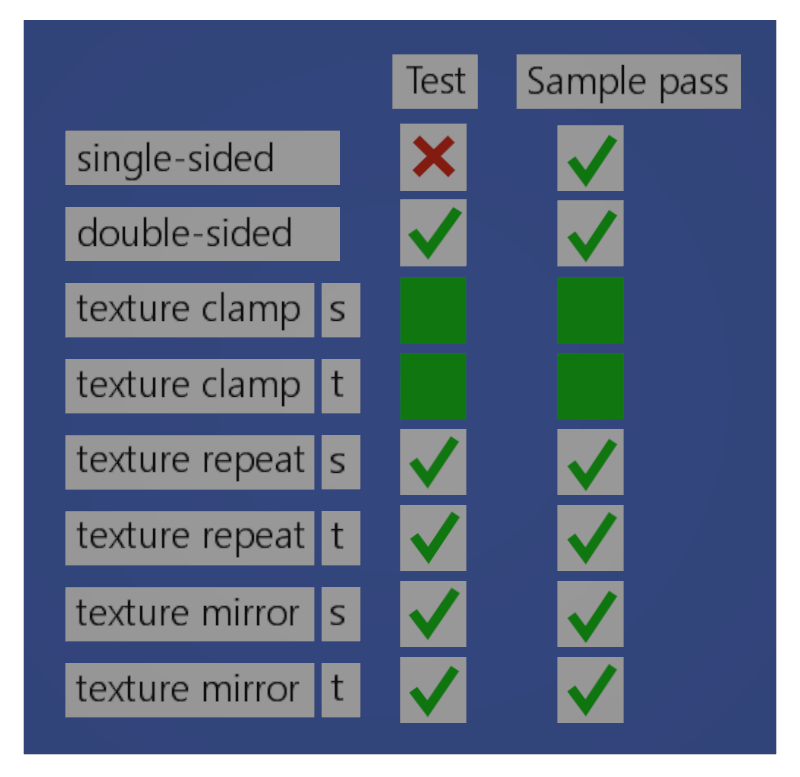 Test Sample pass
single-sided
double-sided
texture clamp s
texture clamp t
texture repeat s
texture repeat t
texture mirror s
texture mirror t